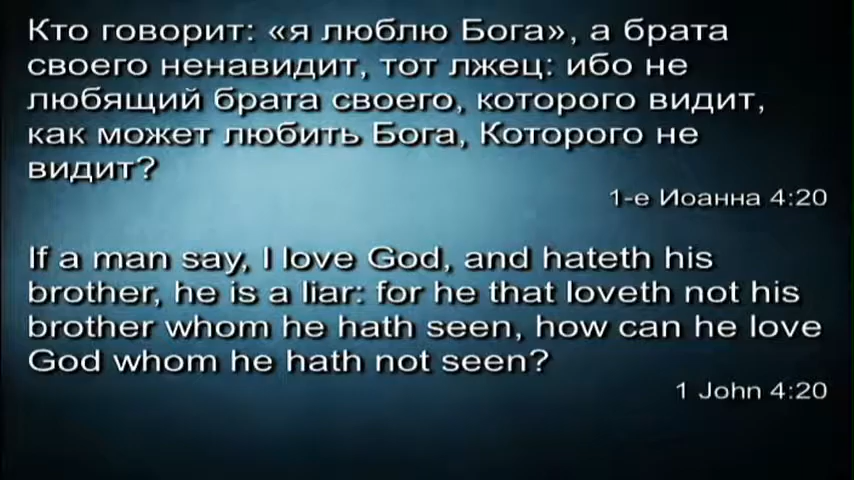 Кто говорит: «я люблю Бога», а брата
своего ненавидит, тот лжец: ибо не
любящий брата своего, которого видит,
как может любить Бога, Которого не
видит?
1-е Иоанна 4:20
If a man say, I love God, and hateth his
brother, he is a liar: for he that loveth not his
brother whom he hath seen, how can he love
God whom he hath not seen?
1 John 4:20